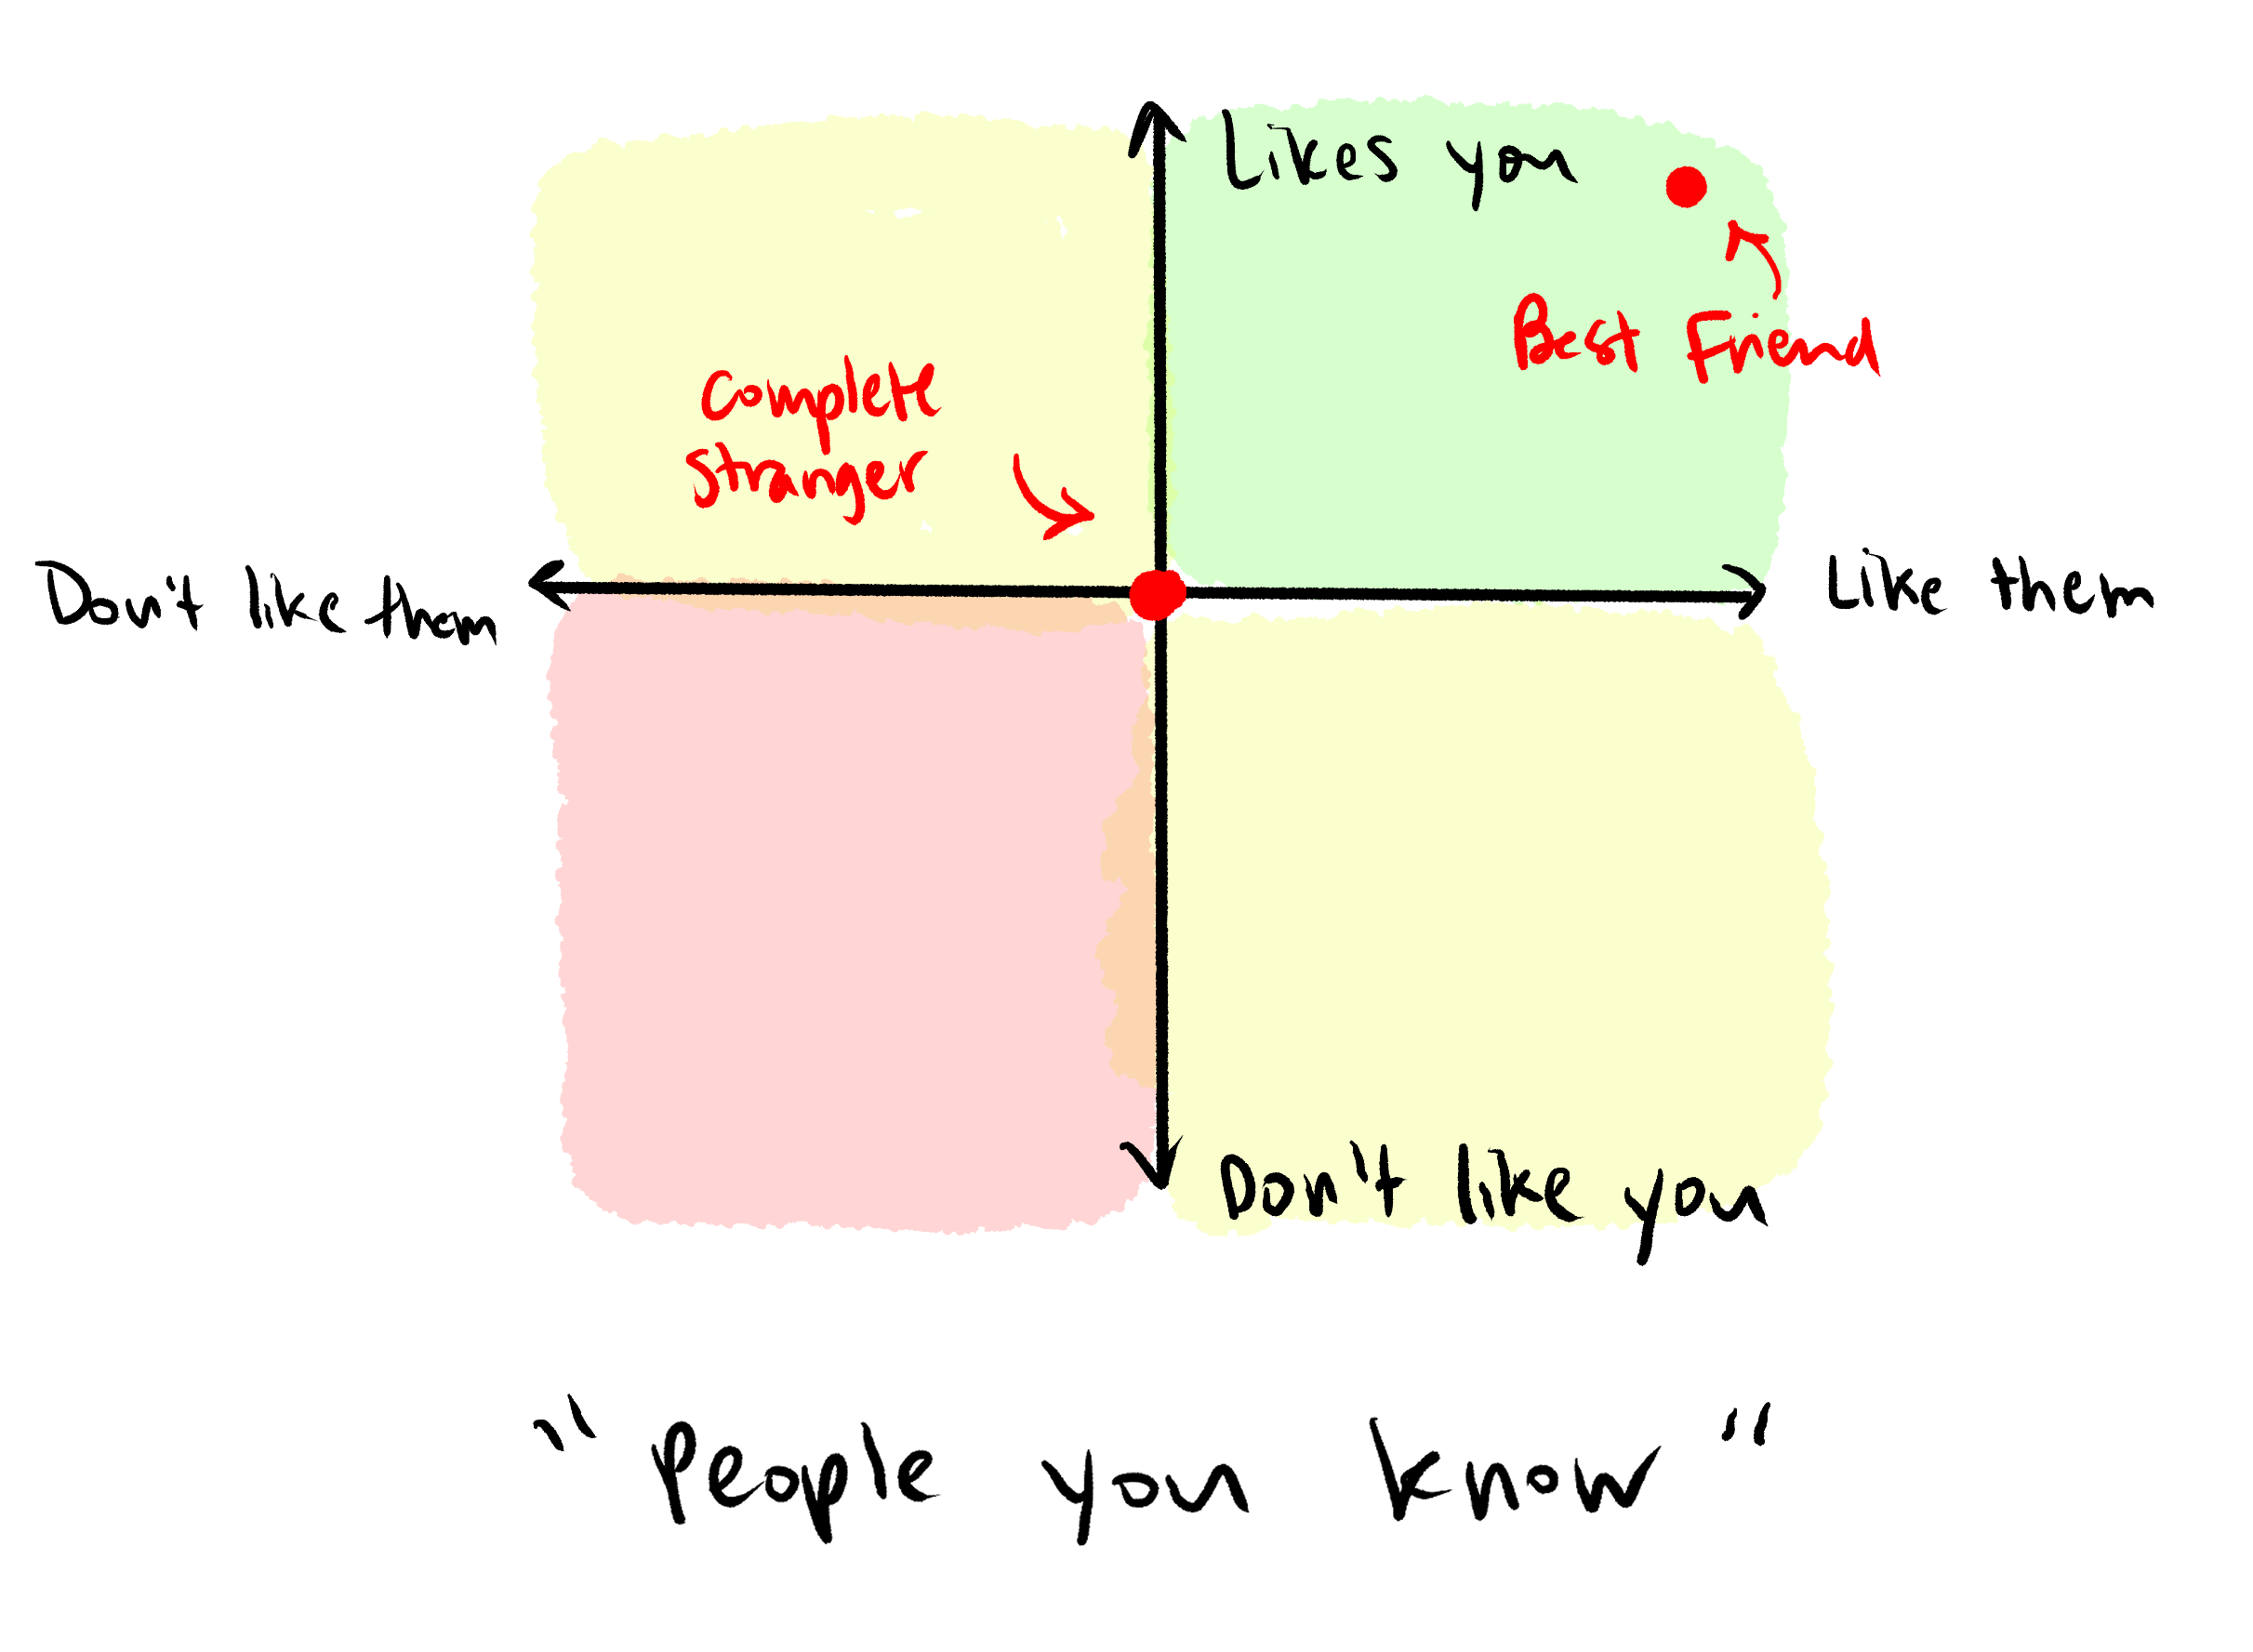 Likes you
Best Friend
Complete
stranger
Don't like them
Like them
Don't like you
"People you know"